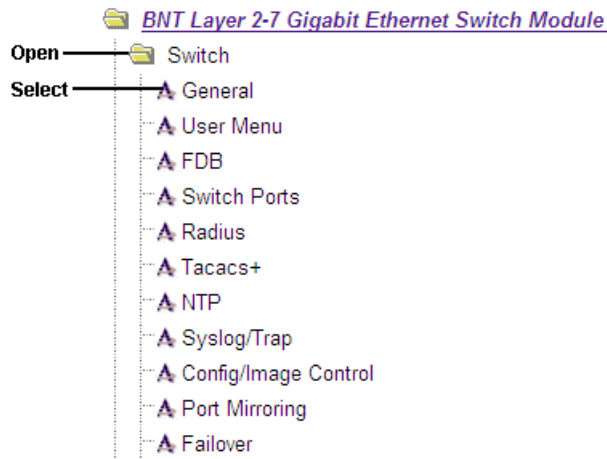 BNT Layer 2-7 Gigabit Ethernet Switch Module
Open Switch
Select General
User Menu
FDB
Switch Ports
Radius
Tacacs+
NTP
Syslog/Trap
Config/Image Control
Port Mirroring
Failover